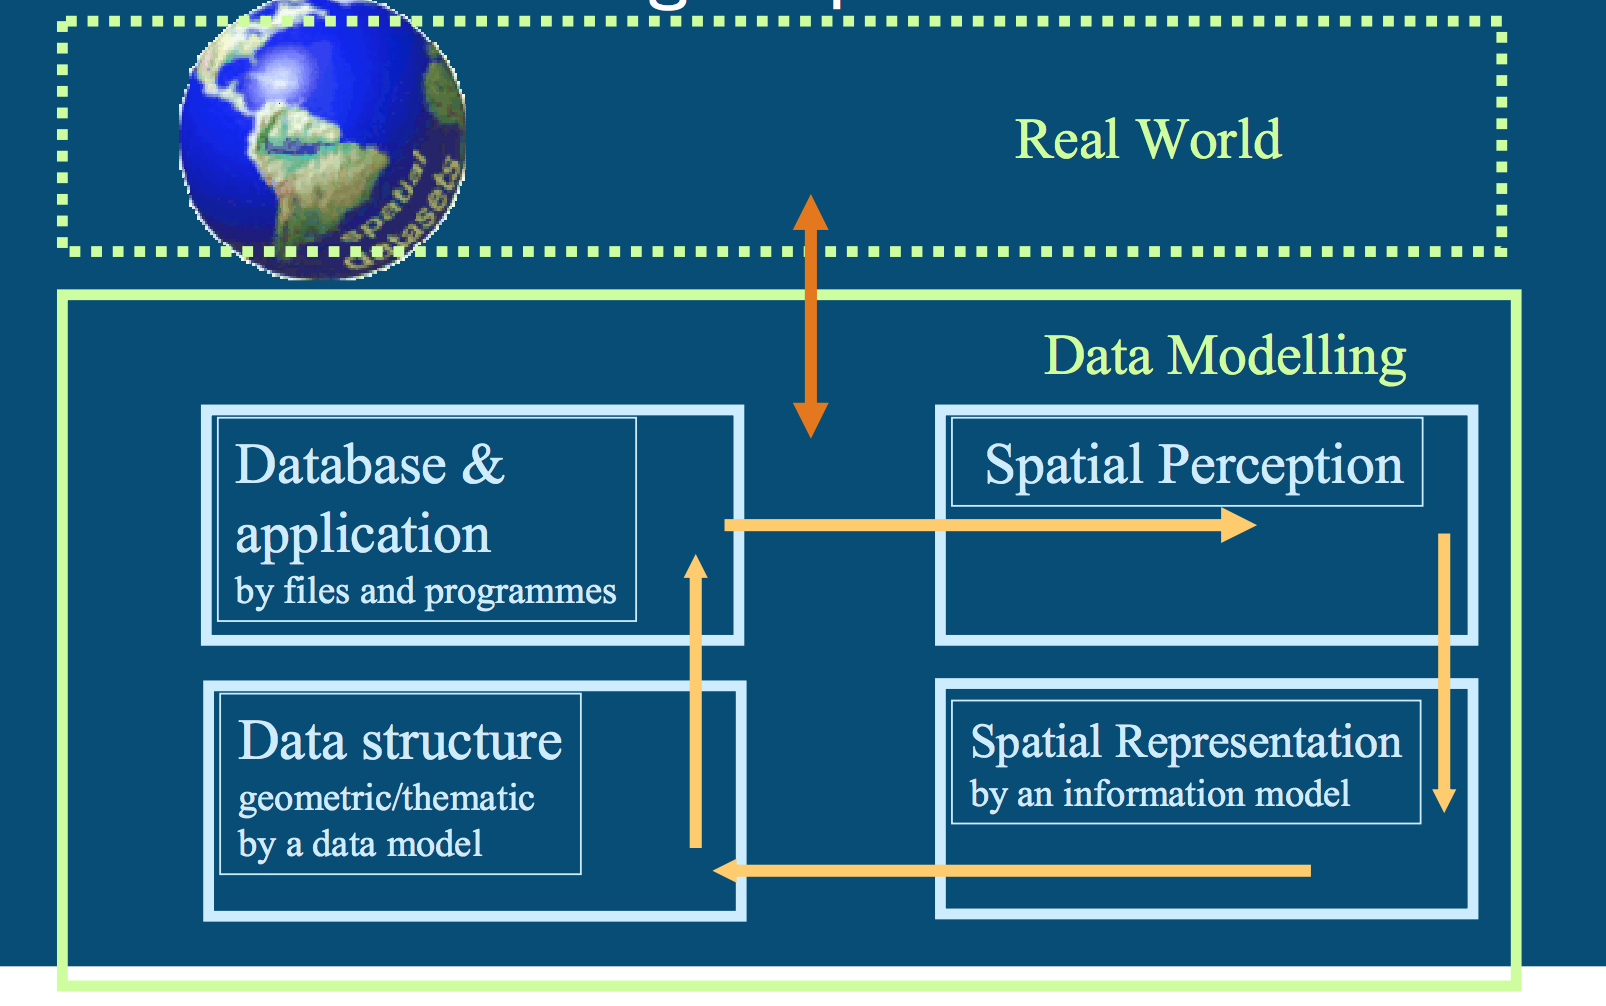 spatial
datasets
Real World
Data Modelling
Database &
application
by files and programmes
Spatial Perception
Data structure
geometric/thematic
by a data model
Spatial Representation
by an information model